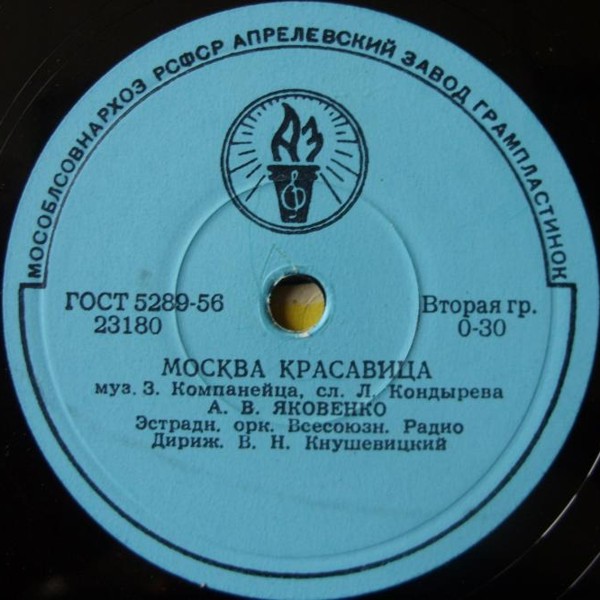 МОСОБЛСОВНАРХОЗ РСФСР АПРЕЛЕВСКИЙ ЗАВОД ГРАМПЛАСТИНОК
АЗ
ГОСТ 5289-56
23180
Вторая гр.
0-30
МОСКВА КРАСАВИЦА
муз. З. Компанейца, сл. Л. Кондырева
А. В. ЯКОВЕНКО
Эстрадн. орк. Всесоюзн. Радио
Дириж. В. Н. Кнушевицкий